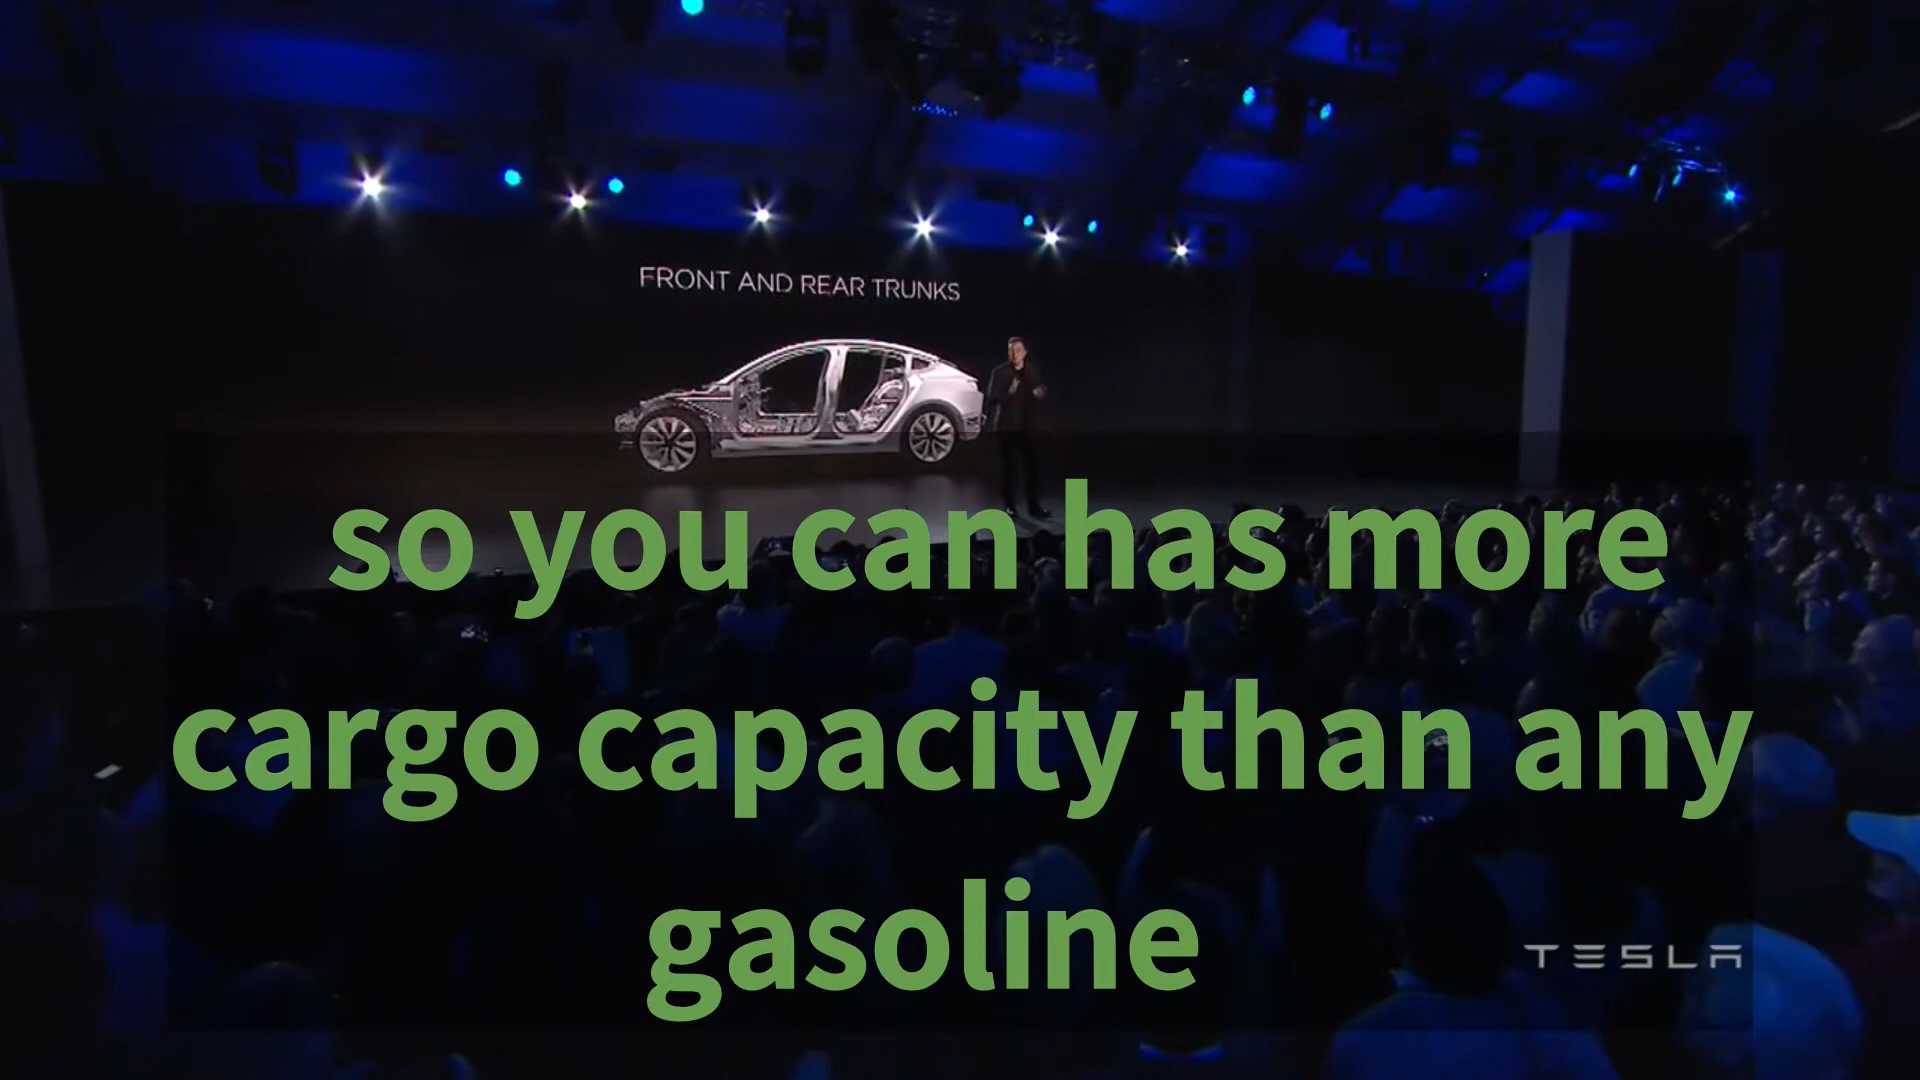 FRONT AND REAR TRUNKS
so you can has more
cargo capacity than any
gasoline
TESLA